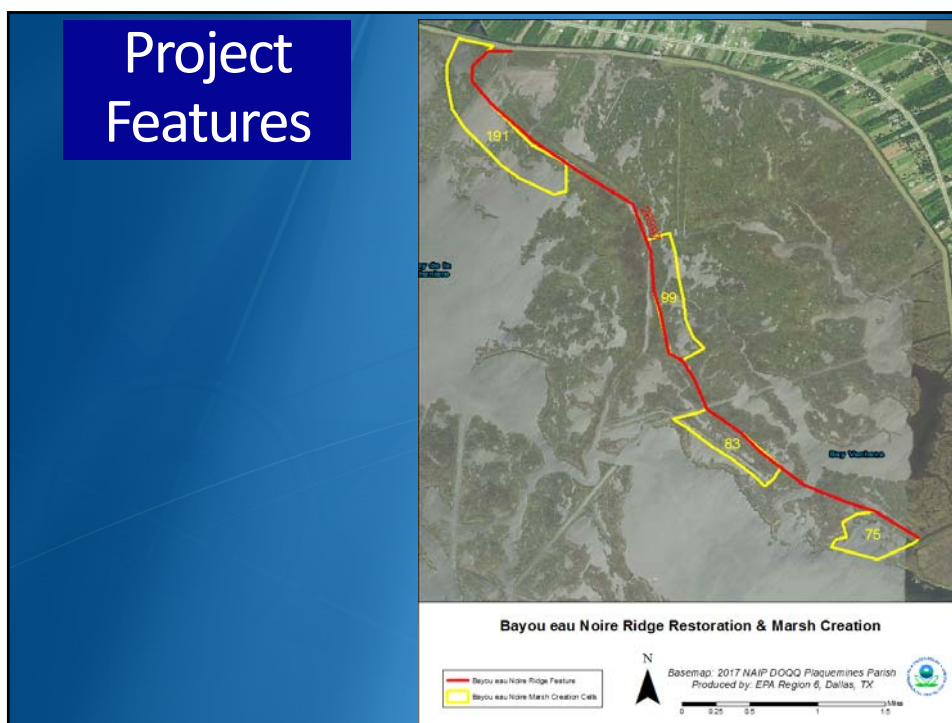 Project
Features
191
99
83
75
Bay Vacherie
Bayou eau Noire Ridge Restoration & Marsh Creation
Bayou eau Noire Ridge Feature
Bayou eau Noire Marsh Creation Cells
N
Basemap: 2017 NAIP DOQQ Plaquemines Parish
Produced by: EPA Region 6, Dallas, TX
0 0.25 0.5 1 1.5 Miles